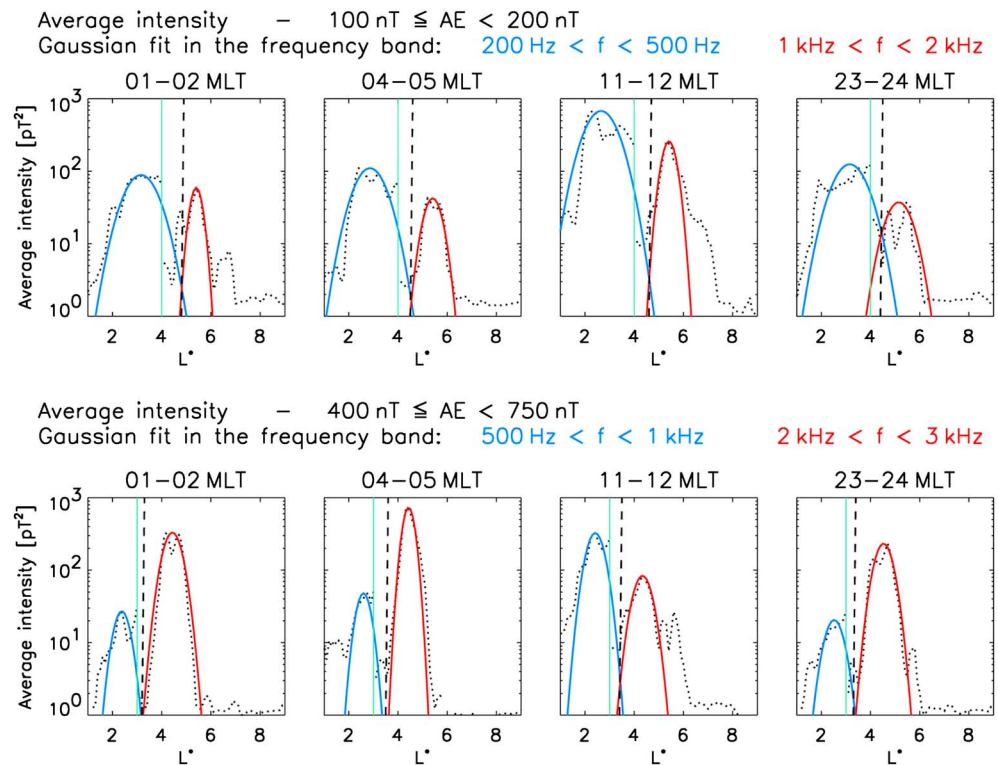 Average intensity – 100 nT ≦ AE < 200 nT
Gaussian fit in the frequency band: 200 Hz < f < 500 Hz 1 kHz < f < 2 kHz
01–02 MLT 04–05 MLT 11–12 MLT 23–24 MLT
Average intensity [pT²]
10³
10²
10¹
10⁰
2 4 6 8 2 4 6 8 2 4 6 8 2 4 6 8
L* L* L* L*
Average intensity – 400 nT ≦ AE < 750 nT
Gaussian fit in the frequency band: 500 Hz < f < 1 kHz 2 kHz < f < 3 kHz
01–02 MLT 04–05 MLT 11–12 MLT 23–24 MLT
Average intensity [pT²]
10³
10²
10¹
10⁰
2 4 6 8 2 4 6 8 2 4 6 8 2 4 6 8
L* L* L* L*